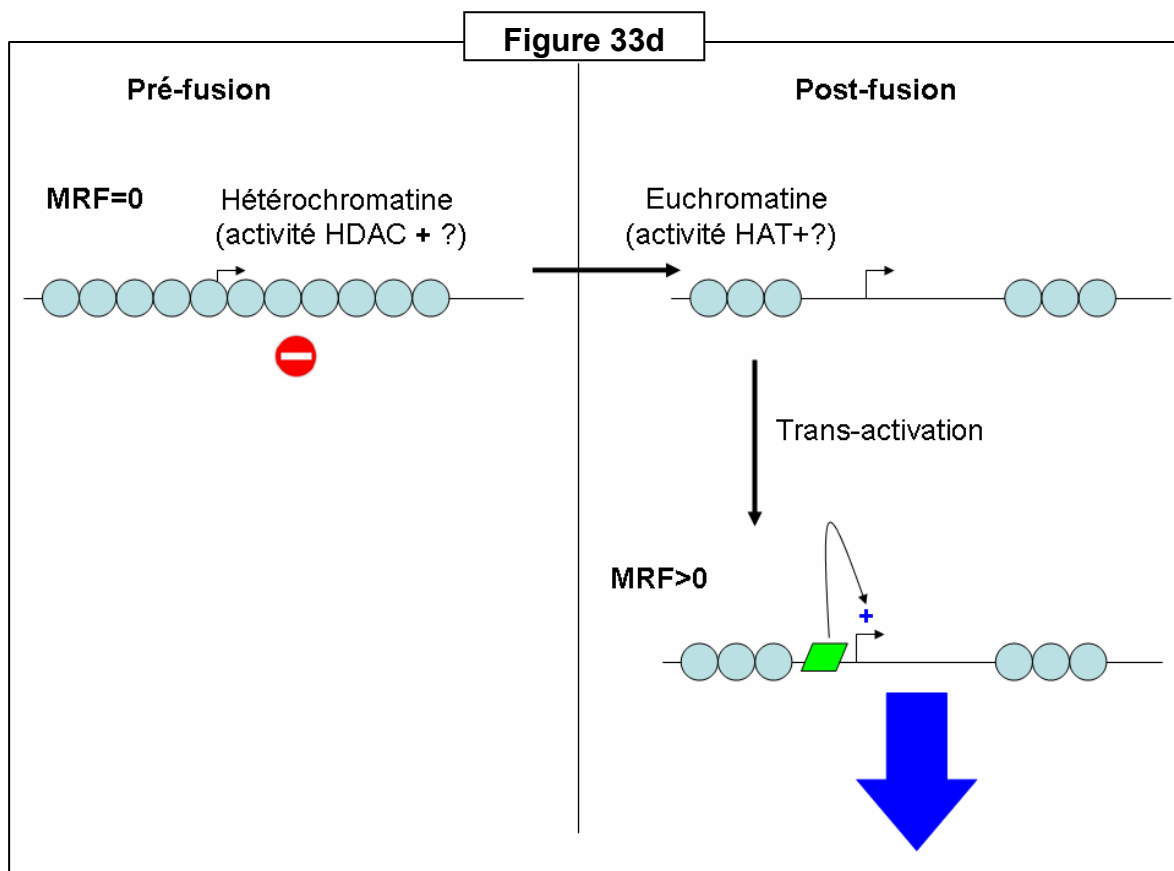 Figure 33d
Pré-fusion
MRF=0
Hétérochromatine
(activité HDAC + ?)
Post-fusion
Euchromatine
(activité HAT+?)
Trans-activation
MRF>0
+